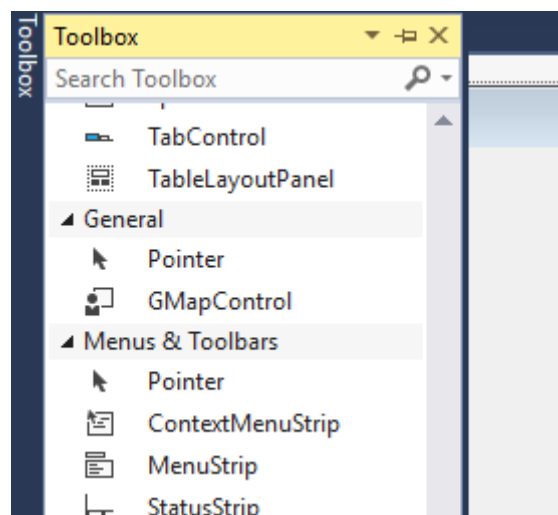 Toolbox
Toolbox
Search Toolbox
TabControl
TableLayoutPanel
General
Pointer
GMapControl
Menus & Toolbars
Pointer
ContextMenuStrip
MenuStrip
StatusStrip